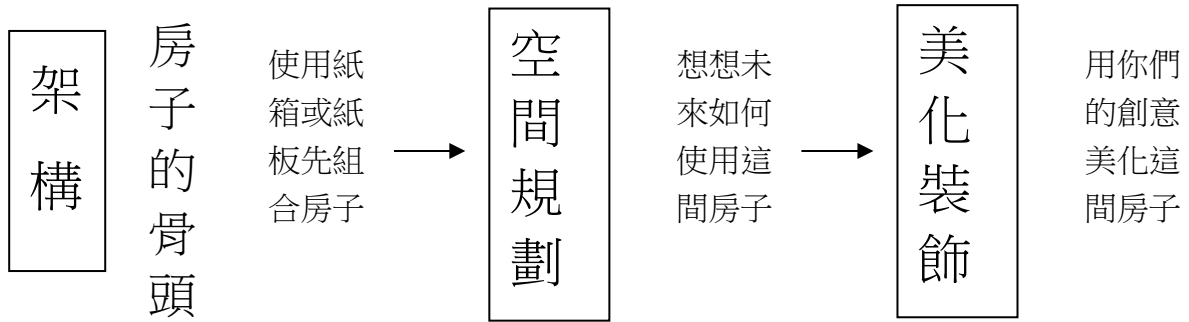 架構
房子的骨頭
使用紙
箱或紙
板先組
合房子
空間規劃
想想未
來如何
使用這
間房子
美化裝飾
用你們
的創意
美化這
間房子